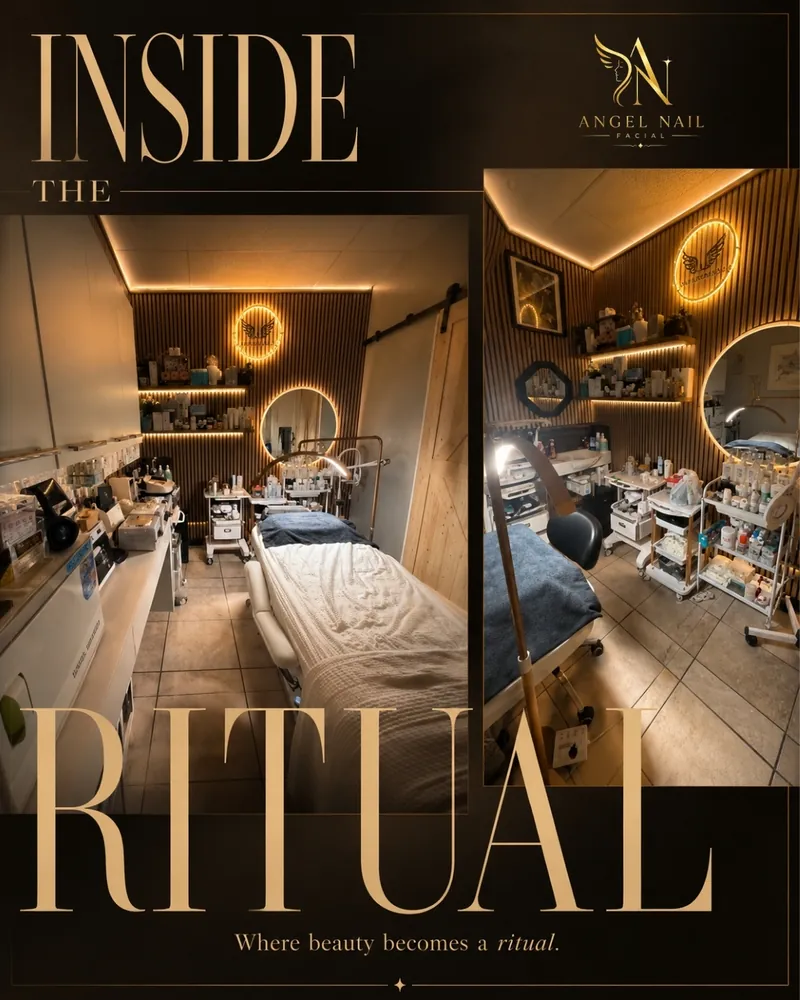 INSIDE
THE
ANGEL NAIL
FACIAL
RITUAL
Where beauty becomes a ritual.